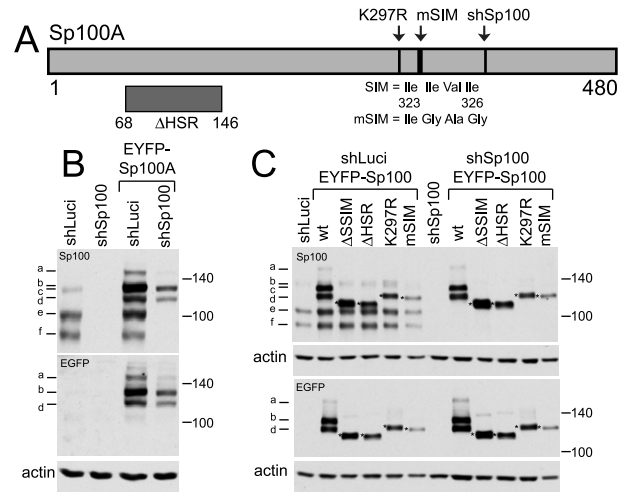 A
Sp100A
K297R mSIM shSp100
1
480
SIM = Ile Ile Val Ile
323 326
mSIM = Ile Gly Ala Gly
68 ΔHSR 146
B
EYFP-
Sp100A
shLuci
shSp100
shLuci
shSp100
Sp100
a
b
c
d
e
f
140
100
EGFP
a
b
d
140
100
actin
C
shLuci
EYFP-Sp100
shSp100
EYFP-Sp100
shLuci
wt
ΔSSIM
ΔHSR
K297R
mSIM
shSp100
wt
ΔSSIM
ΔHSR
K297R
mSIM
Sp100
a
b
c
d
e
f
140
100
actin
EGFP
a
b
d
140
100
actin